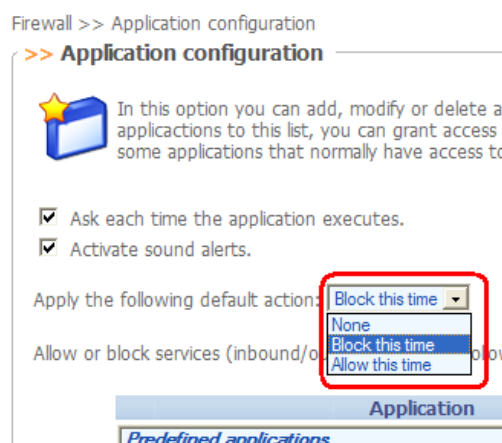 Firewall >> Application configuration
>> Application configuration
In this option you can add, modify or delete a
applicactions to this list, you can grant access
some applications that normally have access to
Ask each time the application executes.
Activate sound alerts.
Apply the following default action: Block this time
None
Block this time
Allow this time
Allow or block services (inbound/o
Application
Predefined applications